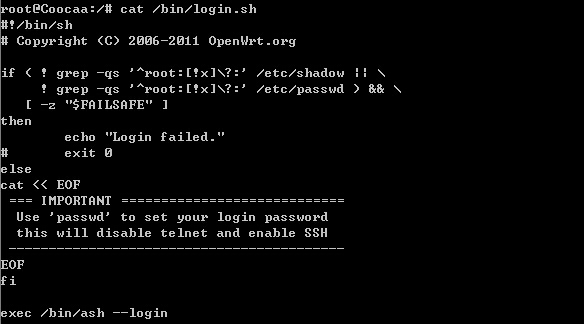 root@Coocaa:/# cat /bin/login.sh
#!/bin/sh
# Copyright (C) 2006-2011 OpenWrt.org
if ( ! grep -qs '^root:[!x]\?:' /etc/shadow || \
! grep -qs '^root:[!x]\?:' /etc/passwd ) && \
[ -z "$FAILSAFE" ]
then
echo "Login failed."
# exit 0
else
cat << EOF
=== IMPORTANT ============================
Use 'passwd' to set your login password
this will disable telnet and enable SSH
------------------------------------------
EOF
fi
exec /bin/ash --login